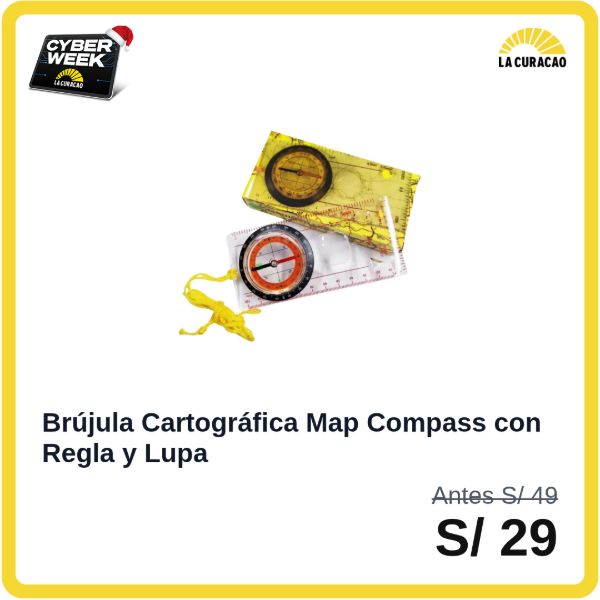 CYBER
WEEK
LA CURACAO
LA CURACAO
Brújula Cartográfica Map Compass con
Regla y Lupa
Antes S/ 49
S/ 29